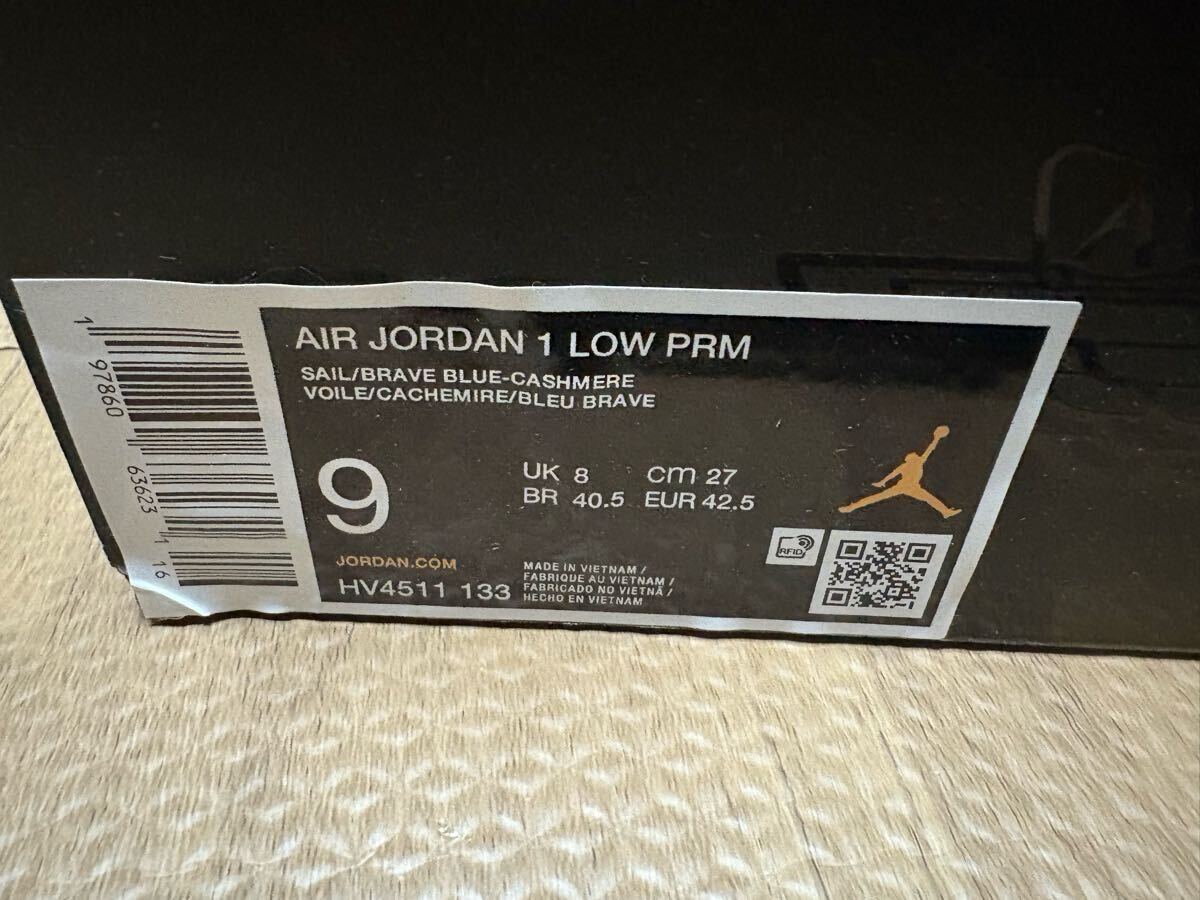 AIR JORDAN 1 LOW PRM
SAIL/BRAVE BLUE-CASHMERE
VOILE/CACHEMIRE/BLEU BRAVE
9
UK 8 cm 27
BR 40.5 EUR 42.5
JORDAN.COM
HV4511 133
MADE IN VIETNAM /
FABRIQUE AU VIETNAM /
FABRICADO NO VIETNÃ /
HECHO EN VIETNAM
RFID
1 97860 63623 16